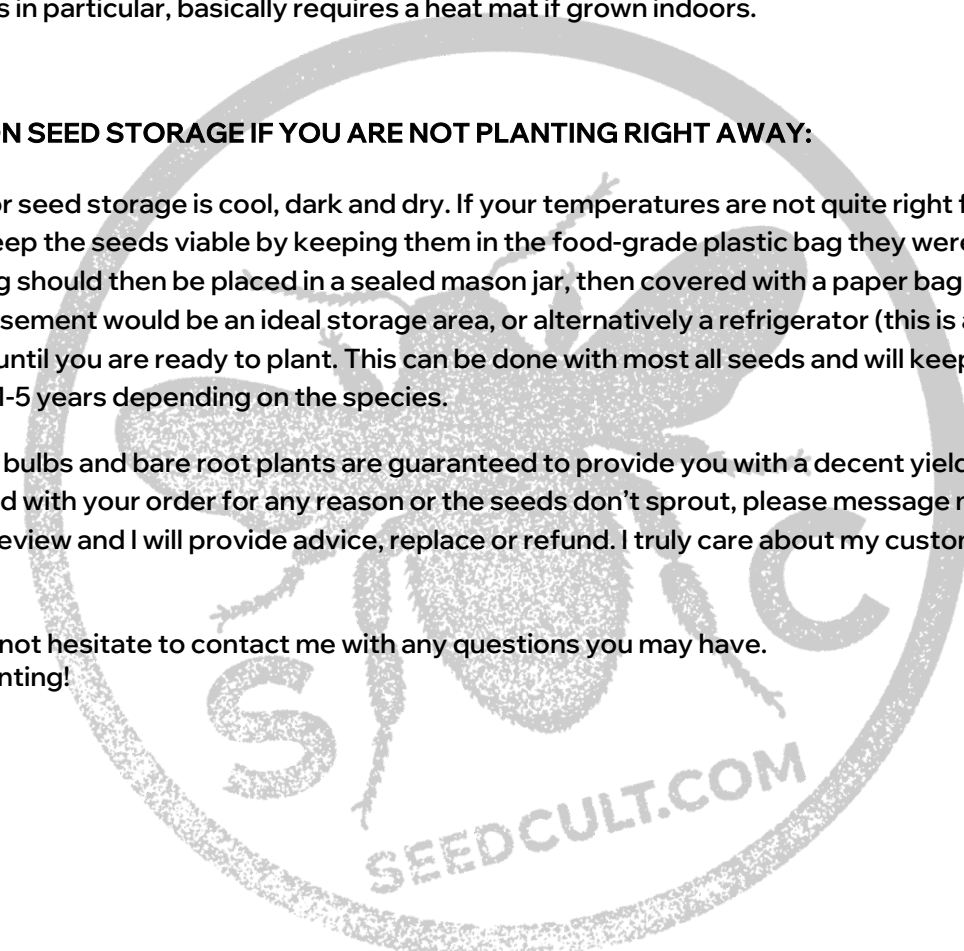 s in particular, basically requires a heat mat if grown indoors.
N SEED STORAGE IF YOU ARE NOT PLANTING RIGHT AWAY:
r seed storage is cool, dark and dry. If your temperatures are not quite right f
eep the seeds viable by keeping them in the food-grade plastic bag they were
g should then be placed in a sealed mason jar, then covered with a paper bag
sement would be an ideal storage area, or alternatively a refrigerator (this is a
until you are ready to plant. This can be done with most all seeds and will keep
1-5 years depending on the species.
bulbs and bare root plants are guaranteed to provide you with a decent yield
d with your order for any reason or the seeds don't sprout, please message m
eview and I will provide advice, replace or refund. I truly care about my custom
not hesitate to contact me with any questions you may have.
nting!
S C
SEEDCULT.COM